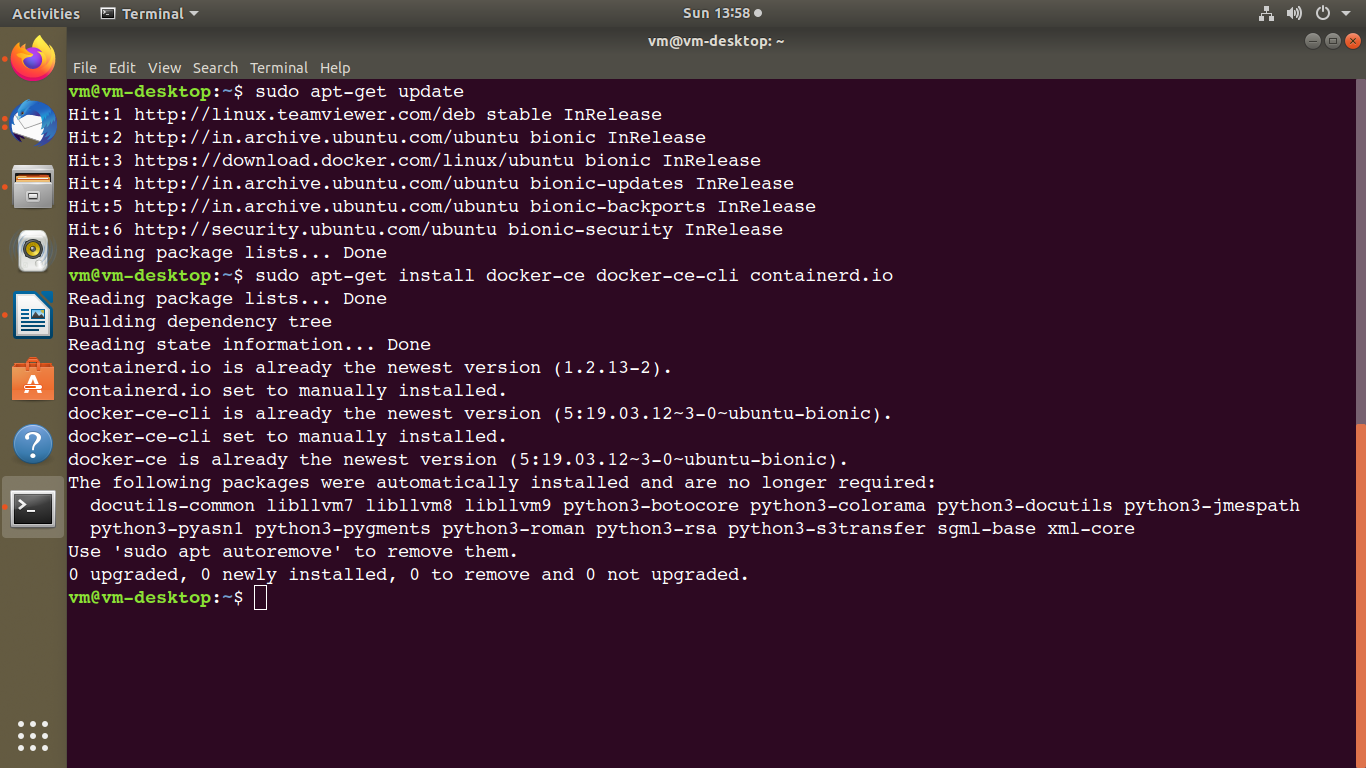 Activities Terminal Sun 13:58
vm@vm-desktop: ~
File Edit View Search Terminal Help
vm@vm-desktop:~$ sudo apt-get update
Hit:1 http://linux.teamviewer.com/deb stable InRelease
Hit:2 http://in.archive.ubuntu.com/ubuntu bionic InRelease
Hit:3 https://download.docker.com/linux/ubuntu bionic InRelease
Hit:4 http://in.archive.ubuntu.com/ubuntu bionic-updates InRelease
Hit:5 http://in.archive.ubuntu.com/ubuntu bionic-backports InRelease
Hit:6 http://security.ubuntu.com/ubuntu bionic-security InRelease
Reading package lists... Done
vm@vm-desktop:~$ sudo apt-get install docker-ce docker-ce-cli containerd.io
Reading package lists... Done
Building dependency tree
Reading state information... Done
containerd.io is already the newest version (1.2.13-2).
containerd.io set to manually installed.
docker-ce-cli is already the newest version (5:19.03.12~3-0~ubuntu-bionic).
docker-ce-cli set to manually installed.
docker-ce is already the newest version (5:19.03.12~3-0~ubuntu-bionic).
The following packages were automatically installed and are no longer required:
  docutils-common libllvm7 libllvm8 libllvm9 python3-botocore python3-colorama python3-docutils python3-jmespath
  python3-pyasn1 python3-pygments python3-roman python3-rsa python3-s3transfer sgml-base xml-core
Use 'sudo apt autoremove' to remove them.
0 upgraded, 0 newly installed, 0 to remove and 0 not upgraded.
vm@vm-desktop:~$